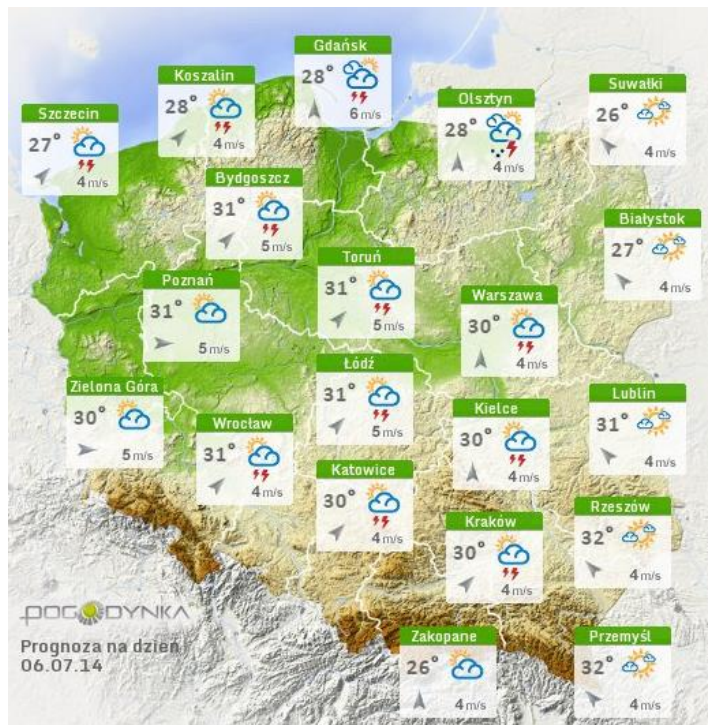 Gdańsk
28°
6 m/s
Koszalin
28°
4 m/s
Szczecin
27°
4 m/s
Olsztyn
28°
4 m/s
Suwałki
26°
4 m/s
Bydgoszcz
31°
5 m/s
Białystok
27°
4 m/s
Toruń
31°
5 m/s
Poznań
31°
5 m/s
Warszawa
30°
4 m/s
Łódź
31°
5 m/s
Zielona Góra
30°
5 m/s
Wrocław
31°
4 m/s
Kielce
30°
4 m/s
Lublin
31°
4 m/s
Katowice
30°
4 m/s
Kraków
30°
4 m/s
Rzeszów
32°
4 m/s
POGODYNKA
Prognoza na dzień
06.07.14
Zakopane
26°
4 m/s
Przemyśl
32°
4 m/s